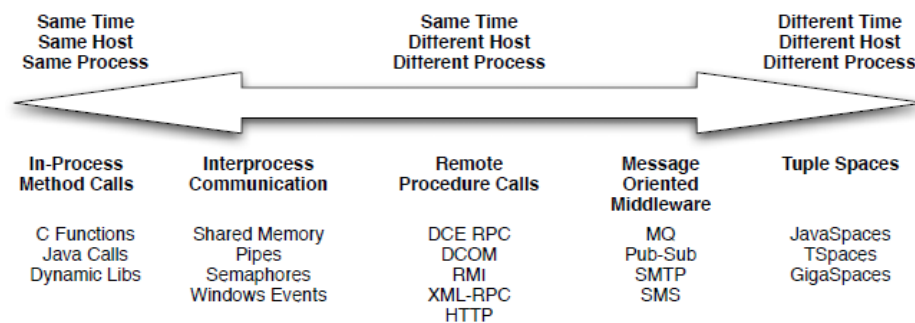 Same Time
Same Host
Same Process
Same Time
Different Host
Different Process
Different Time
Different Host
Different Process
In-Process
Method Calls
C Functions
Java Calls
Dynamic Libs
Interprocess
Communication
Shared Memory
Pipes
Semaphores
Windows Events
Remote
Procedure Calls
DCE RPC
DCOM
RMI
XML-RPC
HTTP
Message
Oriented
Middleware
MQ
Pub-Sub
SMTP
SMS
Tuple Spaces
JavaSpaces
TSpaces
GigaSpaces